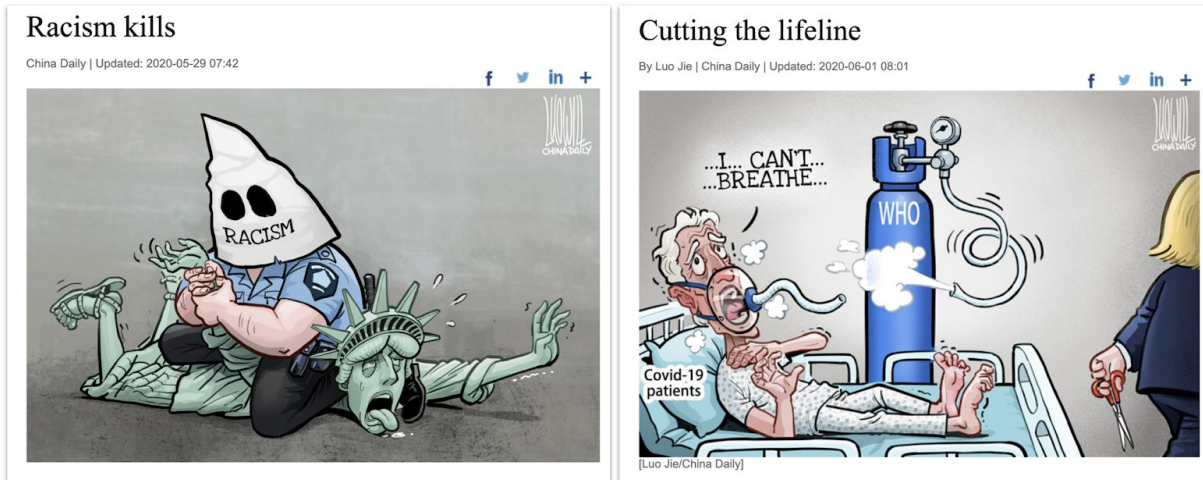 Racism kills
China Daily | Updated: 2020-05-29 07:42
f in +
LUOWILL
CHINA DAILY
RACISM
Cutting the lifeline
By Luo Jie | China Daily | Updated: 2020-06-01 08:01
f in +
LUOWILL
CHINA DAILY
...I... CAN'T...
...BREATHE...
WHO
Covid-19
patients
[Luo Jie/China Daily]